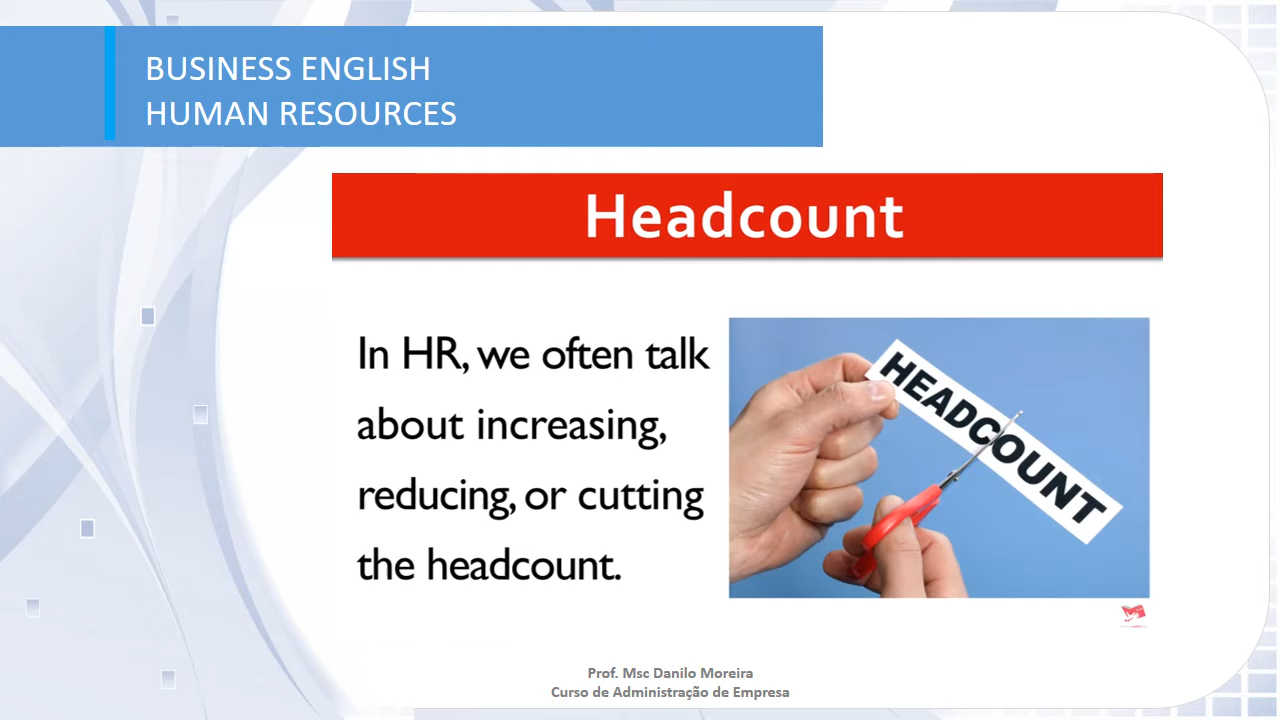 BUSINESS ENGLISH
HUMAN RESOURCES
Headcount
In HR, we often talk
about increasing,
reducing, or cutting
the headcount.
HEADCOUNT
Prof. Msc Danilo Moreira
Curso de Administração de Empresa